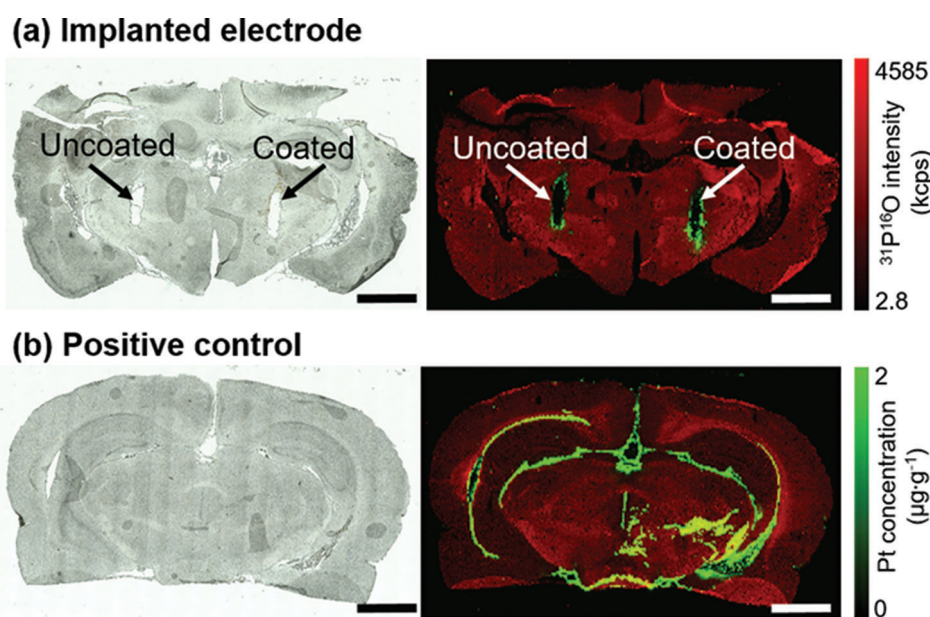 (a) Implanted electrode
Uncoated
Coated
Uncoated
Coated
4585
³¹P¹⁶O intensity
(kcps)
2.8
(b) Positive control
2
Pt concentration
(µg·g⁻¹)
0